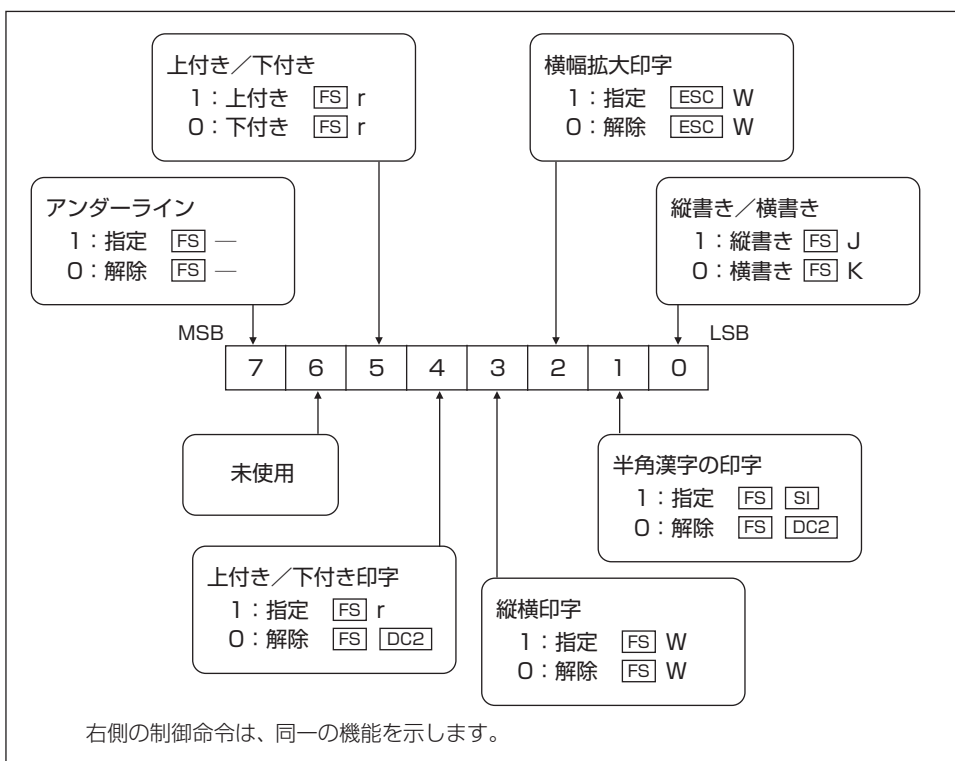 上付き／下付き
1：上付き FS r
0：下付き FS r
横幅拡大印字
1：指定 ESC W
0：解除 ESC W
アンダーライン
1：指定 FS —
0：解除 FS —
縦書き／横書き
1：縦書き FS J
0：横書き FS K
MSB
LSB
7 6 5 4 3 2 1 0
未使用
半角漢字の印字
1：指定 FS SI
0：解除 FS DC2
上付き／下付き印字
1：指定 FS r
0：解除 FS DC2
縦横印字
1：指定 FS W
0：解除 FS W
右側の制御命令は、同一の機能を示します。